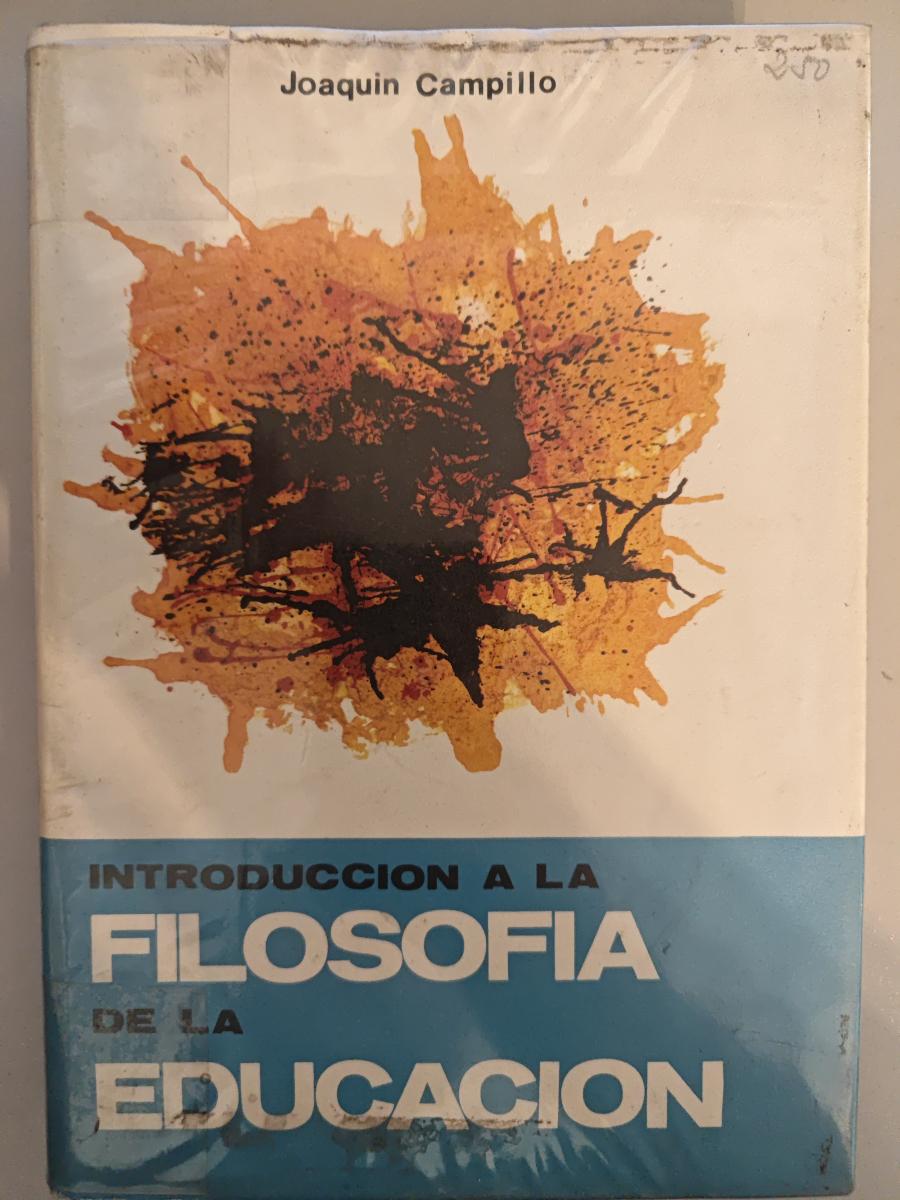 Joaquin Campillo
250
INTRODUCCION A LA
FILOSOFIA
DE LA
EDUCACION